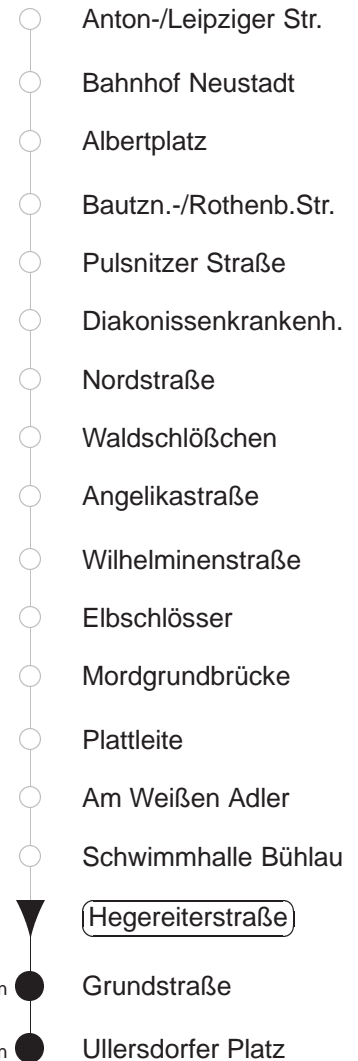 Anton-/Leipziger Str.
Bahnhof Neustadt
Albertplatz
Bautzn.-/Rothenb.Str.
Pulsnitzer Straße
Diakonissenkrankenh.
Nordstraße
Waldschlößchen
Angelikastraße
Wilhelminenstraße
Elbschlösser
Mordgrundbrücke
Plattleite
Am Weißen Adler
Schwimmhalle Bühlau
Hegereiterstraße
Grundstraße
Ullersdorfer Platz